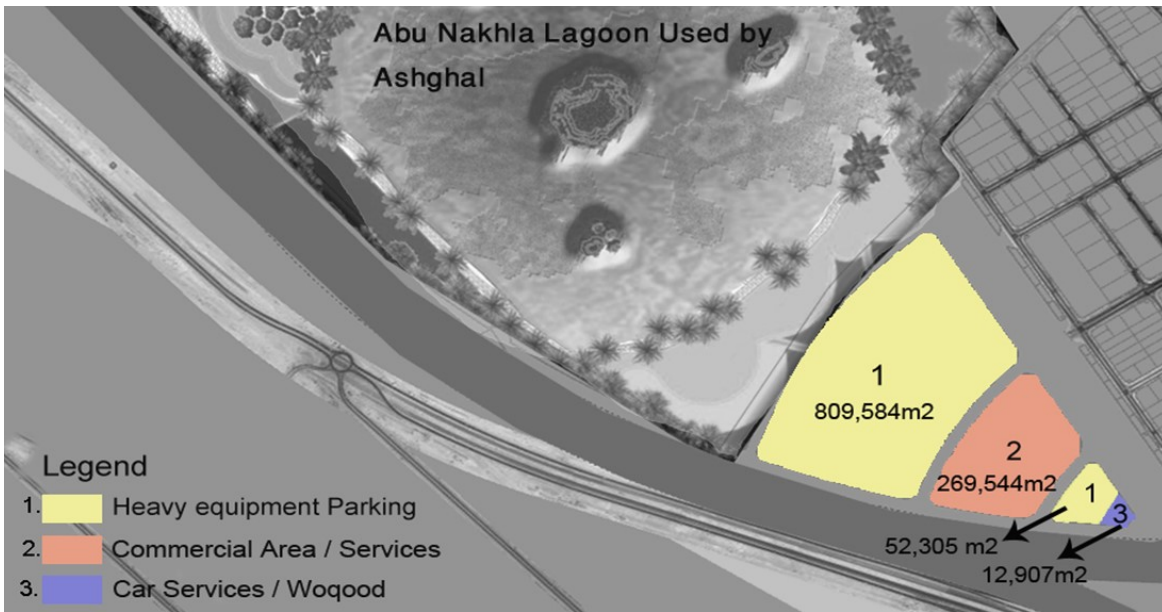 Abu Nakhla Lagoon Used by
Ashghal
1
809,584m2
2
269,544m2
1
3
52,305 m2
12,907m2
Legend
1. Heavy equipment Parking
2. Commercial Area / Services
3. Car Services / Woqood